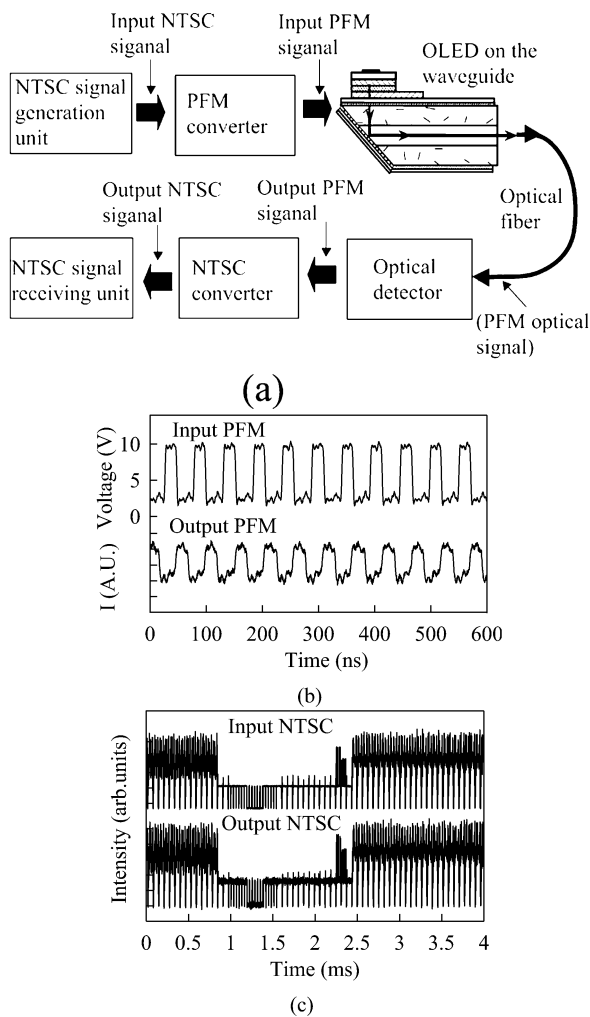 Input NTSC
siganal
Input PFM
siganal
OLED on the
waveguide
NTSC signal
generation
unit
PFM
converter
Output NTSC
siganal
Output PFM
siganal
Optical
fiber
NTSC signal
receiving unit
NTSC
converter
Optical
detector
(PFM optical
signal)
(a)
Input PFM
10
5
0
Voltage (V)
Output PFM
I (A.U.)
0 100 200 300 400 500 600
Time (ns)
(b)
Input NTSC
Output NTSC
Intensity (arb.units)
0 0.5 1 1.5 2 2.5 3 3.5 4
Time (ms)
(c)